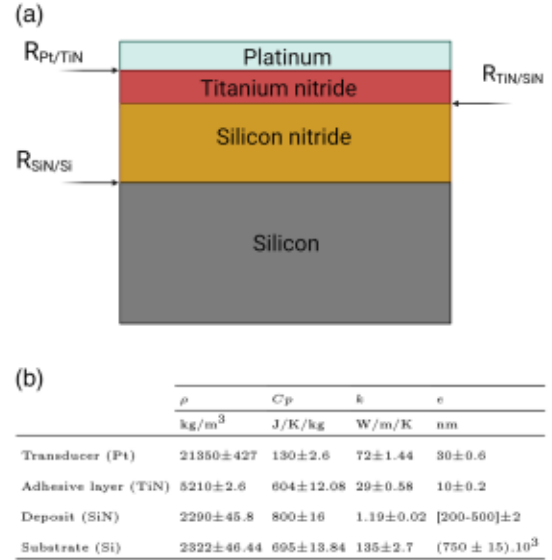 (a)
R_Pt/TiN
Platinum
Titanium nitride
R_TiN/SiN
Silicon nitride
R_SiN/Si
Silicon
(b)
ρ Cp k e
kg/m³ J/K/kg W/m/K nm
Transducer (Pt) 21350±427 130±2.6 72±1.44 30±0.6
Adhesive layer (TiN) 5210±2.6 604±12.08 29±0.58 10±0.2
Deposit (SiN) 2290±45.8 800±16 1.19±0.02 [200-500]±2
Substrate (Si) 2322±46.44 695±13.84 135±2.7 (750 ± 15).10³